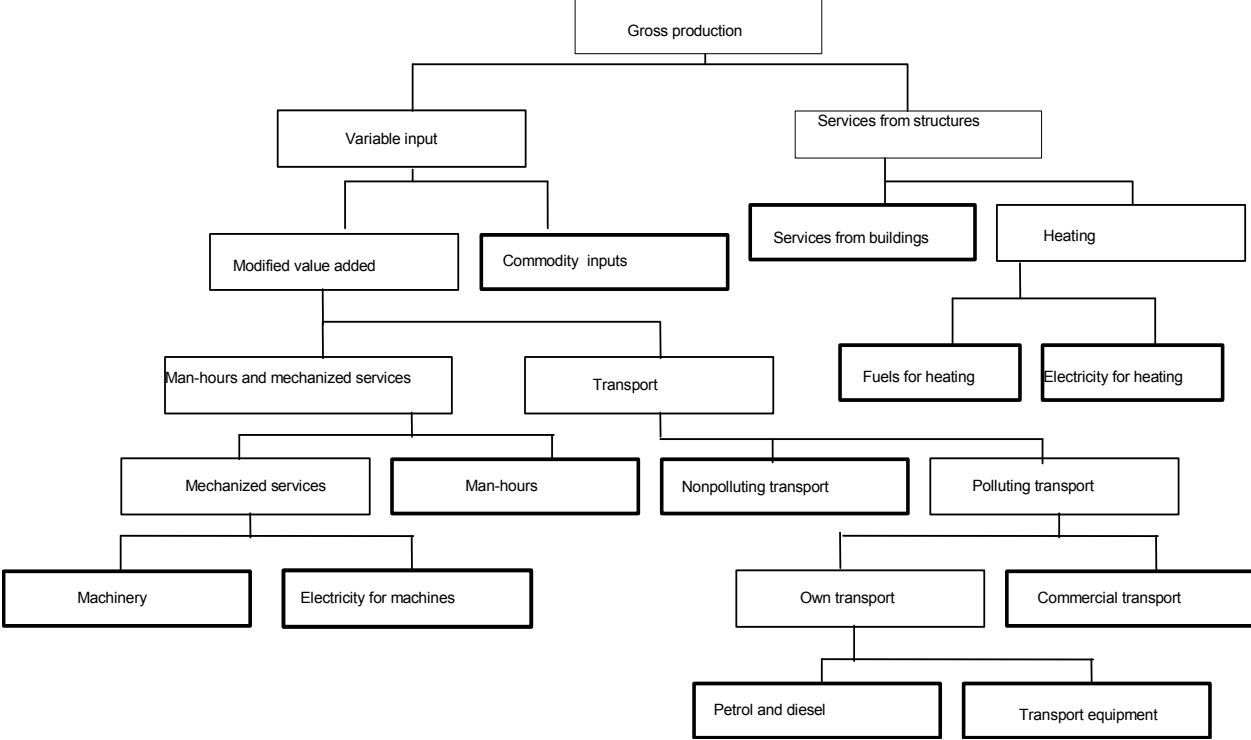 Gross production
Variable input
Services from structures
Modified value added
Commodity inputs
Services from buildings
Heating
Man-hours and mechanized services
Transport
Fuels for heating
Electricity for heating
Mechanized services
Man-hours
Nonpolluting transport
Polluting transport
Machinery
Electricity for machines
Own transport
Commercial transport
Petrol and diesel
Transport equipment